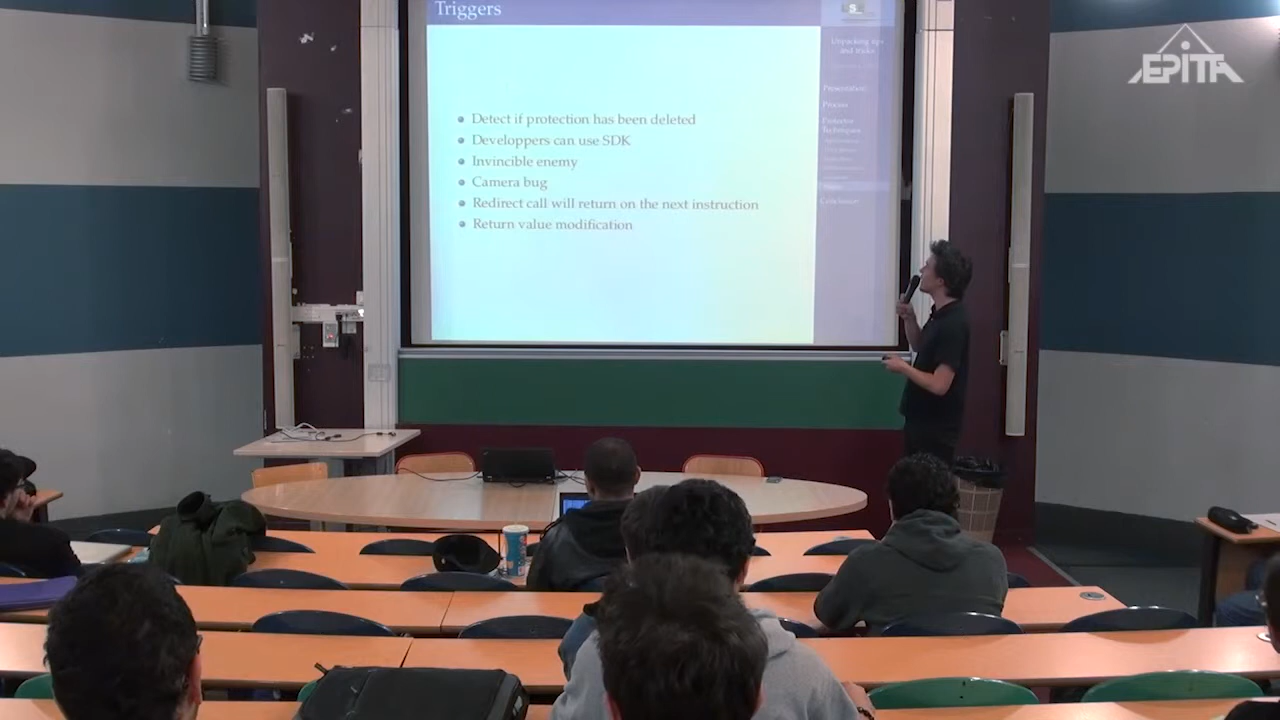 Triggers
Detect if protection has been deleted
Developpers can use SDK
Invincible enemy
Camera bug
Redirect call will return on the next instruction
Return value modification
Unpacking tips
and tricks
Presentation
Process
Protector
Techniques
Conclusion
EPITA